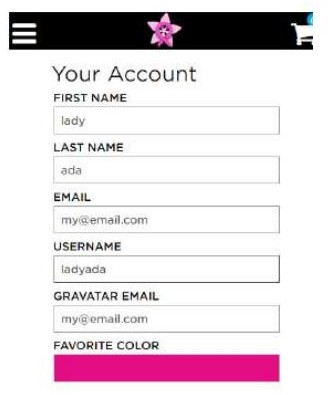 Your Account
FIRST NAME
lady
LAST NAME
ada
EMAIL
my@email.com
USERNAME
ladyada
GRAVATAR EMAIL
my@email.com
FAVORITE COLOR